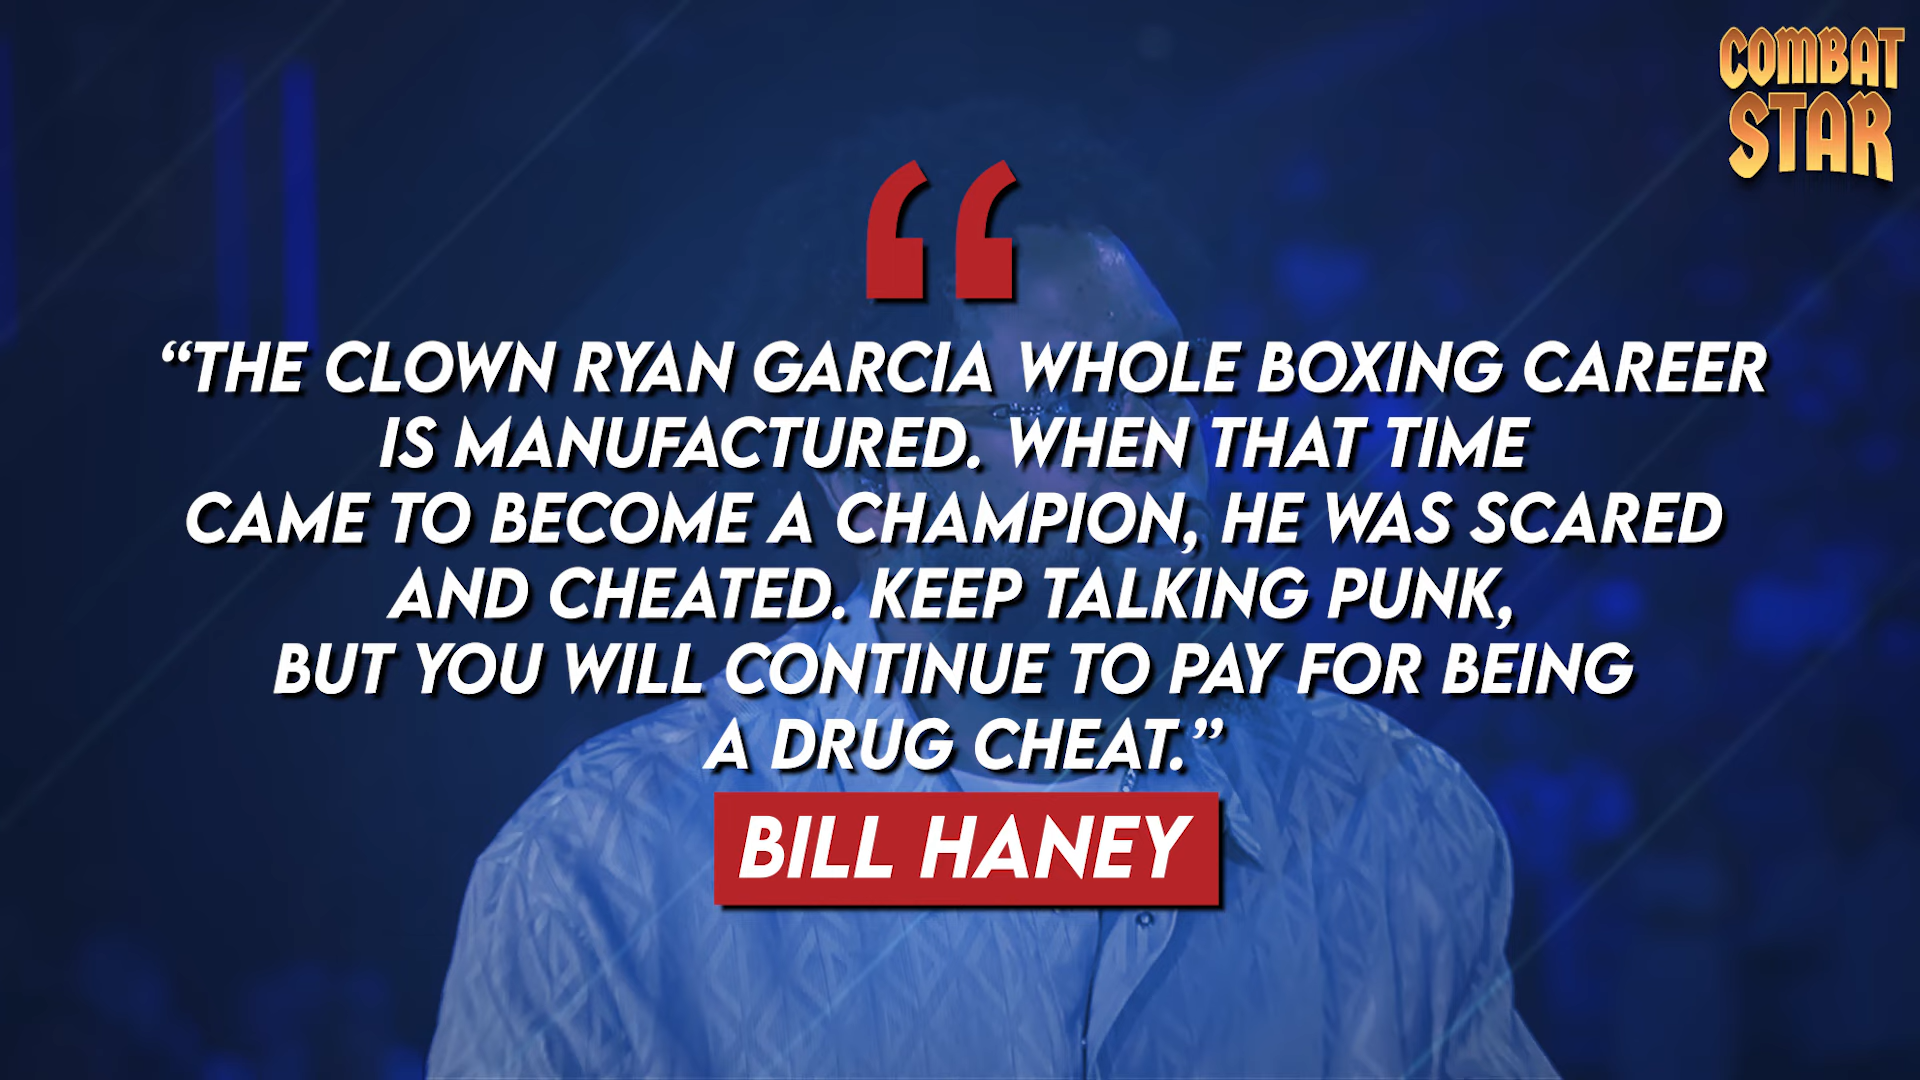 COMBAT
STAR
“
“THE CLOWN RYAN GARCIA WHOLE BOXING CAREER
IS MANUFACTURED. WHEN THAT TIME
CAME TO BECOME A CHAMPION, HE WAS SCARED
AND CHEATED. KEEP TALKING PUNK,
BUT YOU WILL CONTINUE TO PAY FOR BEING
A DRUG CHEAT.”
BILL HANEY